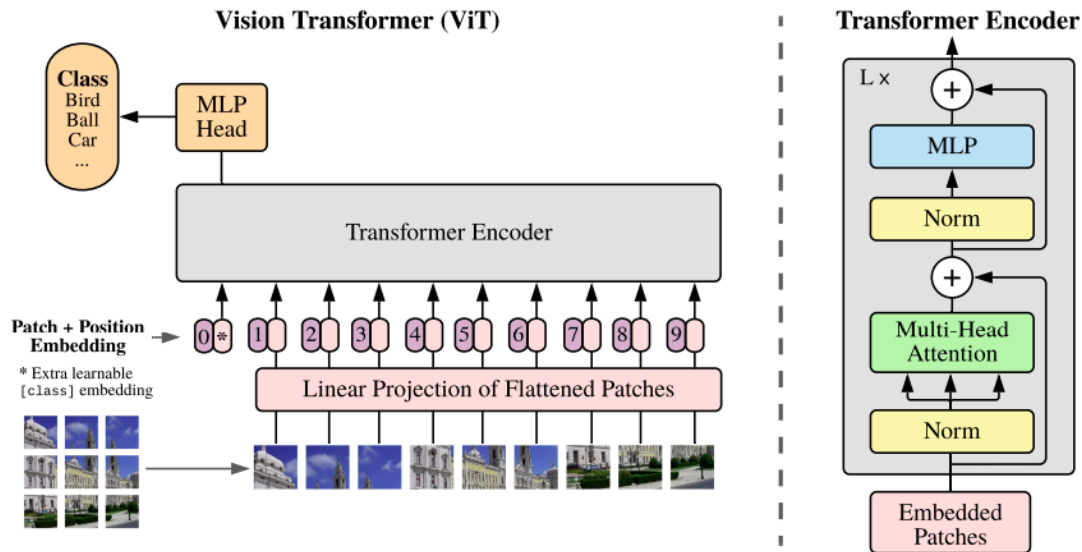 Vision Transformer (ViT)
Class
Bird
Ball
Car
...
MLP
Head
Transformer Encoder
Patch + Position
Embedding
0 * 1 2 3 4 5 6 7 8 9
* Extra learnable
[class] embedding
Linear Projection of Flattened Patches
Transformer Encoder
L ×
+
MLP
Norm
+
Multi-Head
Attention
Norm
Embedded
Patches